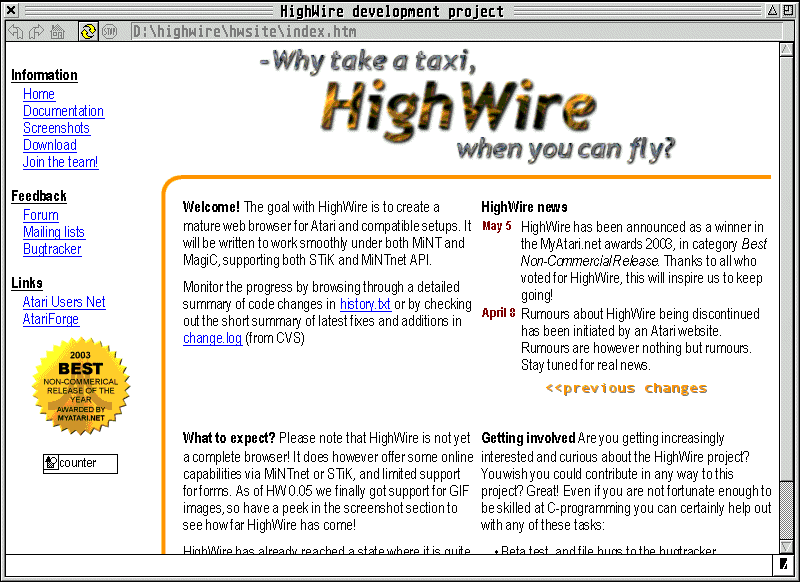 HighWire development project
STOP
D:\highwire\hwsite\index.htm
-Why take a taxi,
HighWire
when you can fly?
Information
Home
Documentation
Screenshots
Download
Join the team!
Feedback
Forum
Mailing lists
Bugtracker
Links
Atari Users Net
AtariForge
2003
BEST
NON-COMMERICAL
RELEASE OF THE
YEAR
AWARDED BY
MYATARI.NET
counter
Welcome! The goal with HighWire is to create a
mature web browser for Atari and compatible setups. It
will be written to work smoothly under both MiNT and
MagiC, supporting both STiK and MiNTnet API.
Monitor the progress by browsing through a detailed
summary of code changes in history.txt or by checking
out the short summary of latest fixes and additions in
change.log (from CVS)
HighWire news
May 5 HighWire has been announced as a winner in
the MyAtari.net awards 2003, in category Best
Non-Commercial Release. Thanks to all who
voted for HighWire, this will inspire us to keep
going!
April 8 Rumours about HighWire being discontinued
has been initiated by an Atari website.
Rumours are however nothing but rumours.
Stay tuned for real news.
<<previous changes
What to expect? Please note that HighWire is not yet
a complete browser! It does however offer some online
capabilities via MiNTnet or STiK, and limited support
for forms. As of HW 0.05 we finally got support for GIF
images, so have a peek in the screenshot section to
see how far HighWire has come!
HighWire has already reached a state where it is quite
Getting involved Are you getting increasingly
interested and curious about the HighWire project?
You wish you could contribute in any way to this
project? Great! Even if you are not fortunate enough to
be skilled at C-programming you can certainly help out
with any of these tasks:
• Beta test, and file bugs to the bugtracker